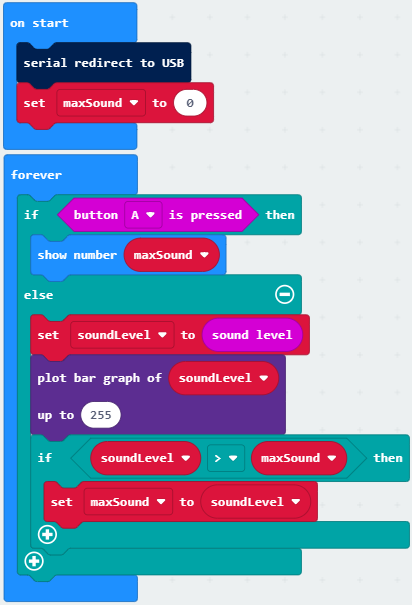 on start
serial redirect to USB
set maxSound to 0
forever
if button A is pressed then
show number maxSound
else
set soundLevel to sound level
plot bar graph of soundLevel
up to 255
if soundLevel > maxSound then
set maxSound to soundLevel